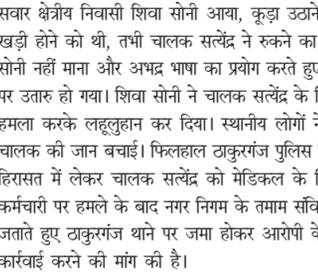 सवार क्षेत्रीय निवासी शिवा सोनी आया, कूड़ा उठाने
खड़ी होने को थी, तभी चालक सत्येंद्र ने रुकने का
सोनी नहीं माना और अभद्र भाषा का प्रयोग करते हुए
पर उतारु हो गया। शिवा सोनी ने चालक सत्येंद्र के
हमला करके लहूलुहान कर दिया। स्थानीय लोगों ने
चालक की जान बचाई। फिलहाल ठाकुरगंज पुलिस
हिरासत में लेकर चालक सत्येंद्र को मेडिकल के
कर्मचारी पर हमले के बाद नगर निगम के तमाम
जताते हुए ठाकुरगंज थाने पर जमा होकर आरोपी के
कार्रवाई करने की मांग की है।